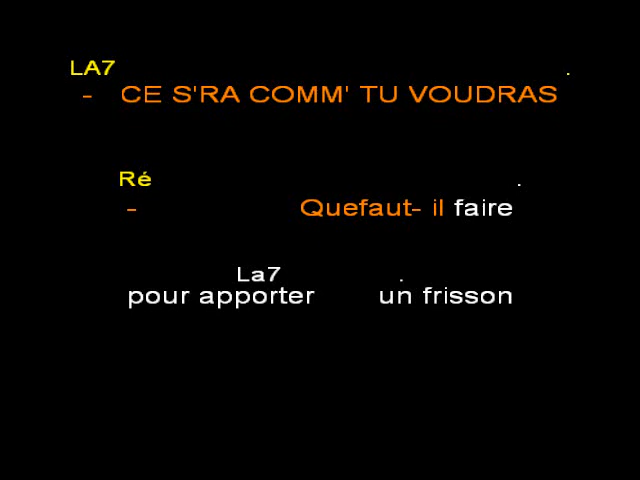 LA7 .
- CE S'RA COMM' TU VOUDRAS
Ré .
- Quefaut- il faire
La7 .
pour apporter un frisson